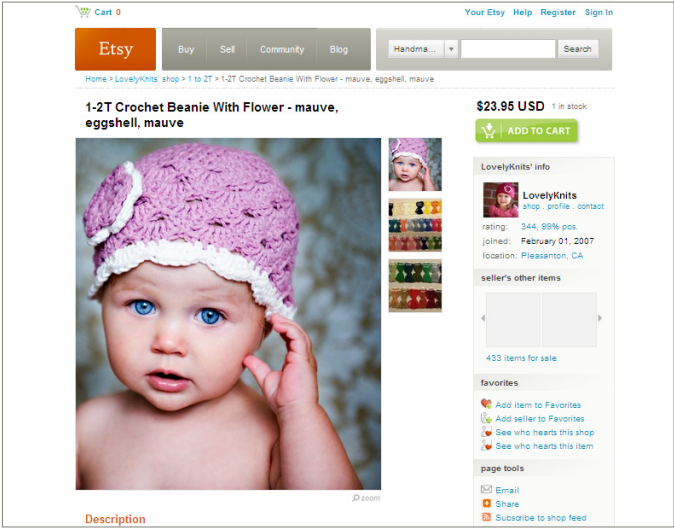 Cart 0
Your Etsy Help Register Sign In
Etsy
Buy Sell Community Blog
Handma... Search
Home > LovelyKnits' shop > 1 to 2T > 1-2T Crochet Beanie With Flower - mauve, eggshell, mauve
1-2T Crochet Beanie With Flower - mauve,
eggshell, mauve
$23.95 USD 1 in stock
ADD TO CART
LovelyKnits' info
LovelyKnits
shop . profile . contact
rating: 344, 99% pos.
joined: February 01, 2007
location: Pleasanton, CA
seller's other items
433 items for sale
favorites
Add item to Favorites
Add seller to Favorites
See who hearts this shop
See who hearts this item
page tools
Email
Share
Subscribe to shop feed
zoom
Description